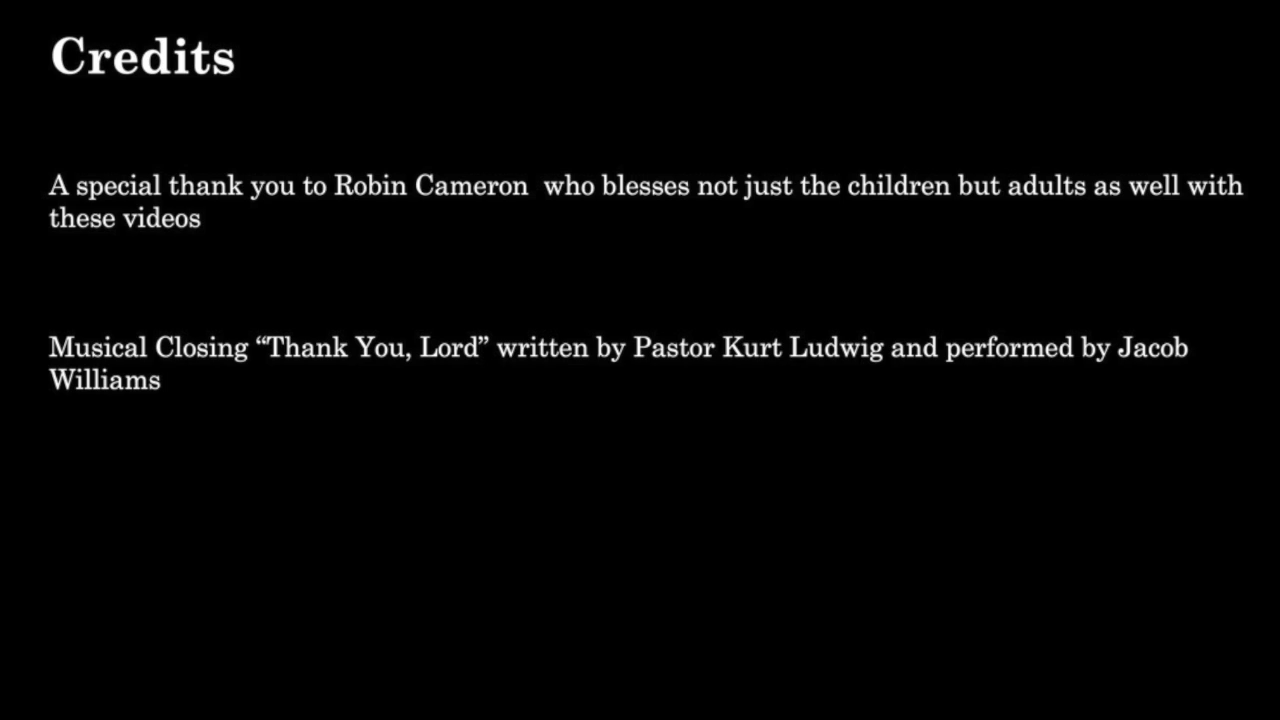 Credits
A special thank you to Robin Cameron  who blesses not just the children but adults as well with
these videos
Musical Closing “Thank You, Lord” written by Pastor Kurt Ludwig and performed by Jacob
Williams